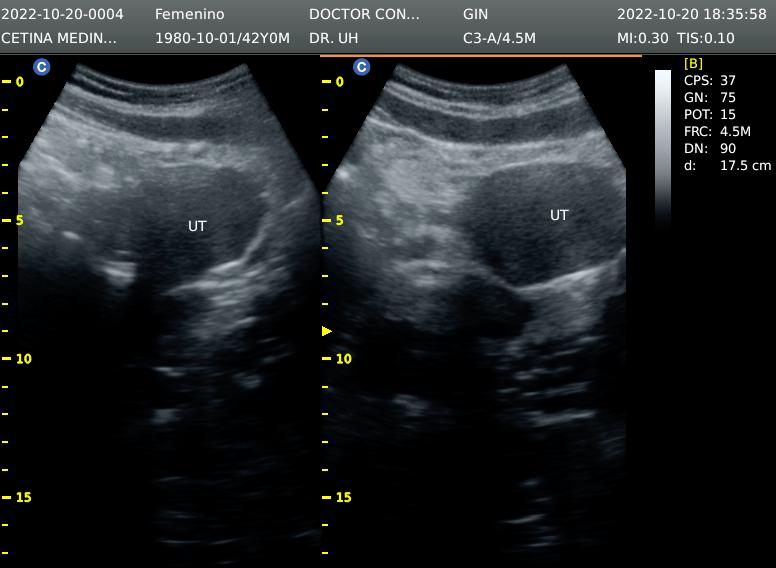 2022-10-20-0004 Femenino DOCTOR CON... GIN 2022-10-20 18:35:58
CETINA MEDIN... 1980-10-01/42Y0M DR. UH C3-A/4.5M MI:0.30 TIS:0.10
C C
[B]
0 0
CPS: 37
GN: 75
POT: 15
FRC: 4.5M
DN: 90
d: 17.5 cm
5 UT 5 UT
10 10
15 15